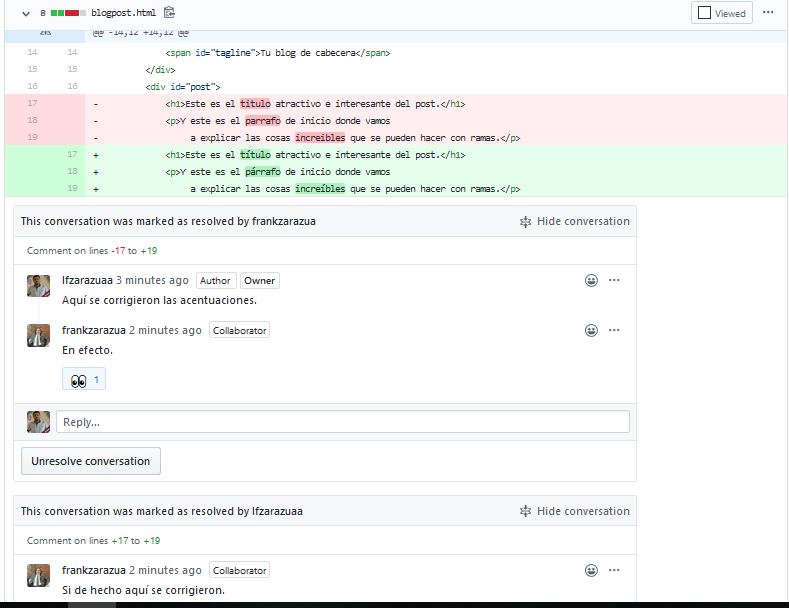 8 blogpost.html Viewed ...
@@ -14,12 +14,12 @@
14 14 <span id="tagline">Tu blog de cabecera</span>
15 15 </div>
16 16 <div id="post">
17 - <h1>Este es el titulo atractivo e interesante del post.</h1>
18 - <p>Y este es el parrafo de inicio donde vamos
19 - a explicar las cosas increibles que se pueden hacer con ramas.</p>
17 + <h1>Este es el título atractivo e interesante del post.</h1>
18 + <p>Y este es el párrafo de inicio donde vamos
19 + a explicar las cosas increíbles que se pueden hacer con ramas.</p>
This conversation was marked as resolved by frankzarazua Hide conversation
Comment on lines -17 to +19
lfzarazuaa 3 minutes ago Author Owner ...
Aquí se corrigieron las acentuaciones.
frankzarazua 2 minutes ago Collaborator ...
En efecto.
👀 1
Reply...
Unresolve conversation
This conversation was marked as resolved by lfzarazuaa Hide conversation
Comment on lines +17 to +19
frankzarazua 2 minutes ago Collaborator ...
Si de hecho aquí se corrigieron.